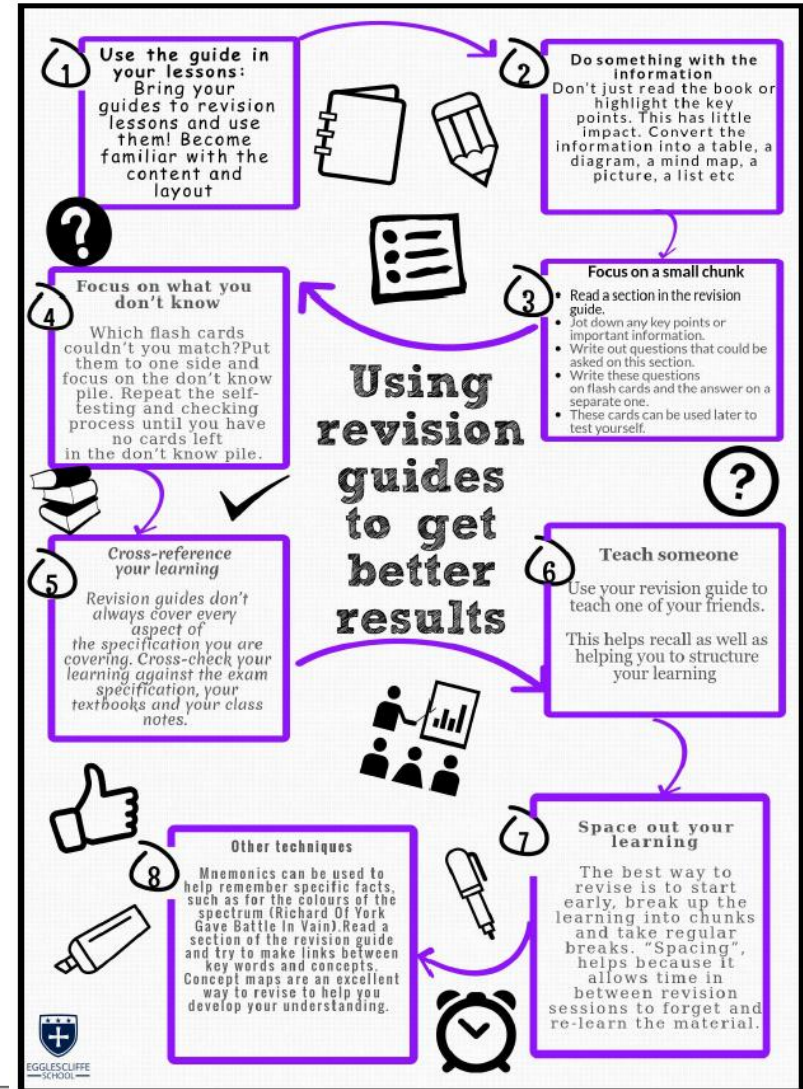 1
Use the guide in
your lessons:
Bring your
guides to revision
lessons and use
them! Become
familiar with the
content and
layout
2
Do something with the
information
Don't just read the book or
highlight the key
points. This has little
impact. Convert the
information into a table, a
diagram, a mind map, a
picture, a list etc
3
Focus on a small chunk
• Read a section in the revision
guide.
• Jot down any key points or
important information.
• Write out questions that could be
asked on this section.
• Write these questions
on flash cards and the answer on a
separate one.
• These cards can be used later to
test yourself.
?
4
Focus on what you
don't know
Which flash cards
couldn't you match?Put
them to one side and
focus on the don't know
pile. Repeat the self-
testing and checking
process until you have
no cards left
in the don't know pile.
Using
revision
guides
to get
better
results
?
5
Cross-reference
your learning
Revision guides don't
always cover every
aspect of
the specification you are
covering. Cross-check your
learning against the exam
specification, your
textbooks and your class
notes.
6
Teach someone
Use your revision guide to
teach one of your friends.
This helps recall as well as
helping you to structure
your learning
7
Space out your
learning
The best way to
revise is to start
early, break up the
learning into chunks
and take regular
breaks. "Spacing",
helps because it
allows time in
between revision
sessions to forget and
re-learn the material.
8
Other techniques
Mnemonics can be used to
help remember specific facts,
such as for the colours of the
spectrum (Richard Of York
Gave Battle In Vain).Read a
section of the revision guide
and try to make links between
key words and concepts.
Concept maps are an excellent
way to revise to help you
develop your understanding.
EGGLESCLIFFE
SCHOOL